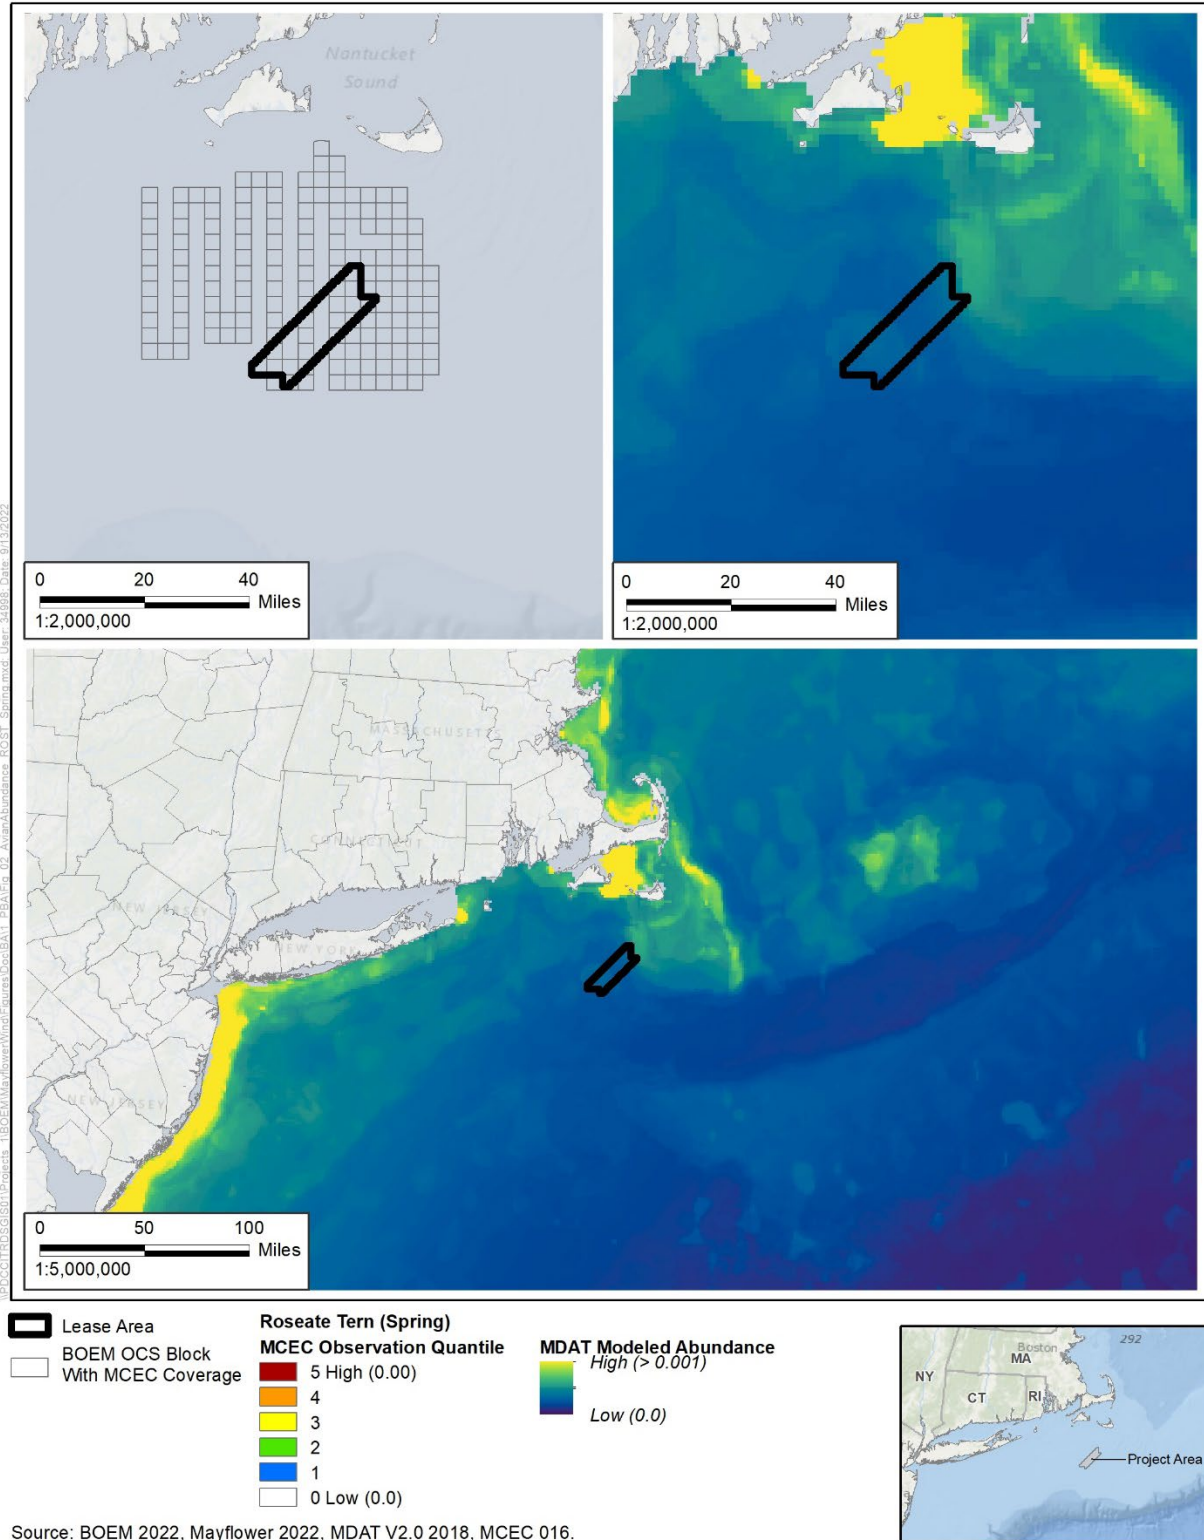 Nantucket
Sound
0 20 40
Miles
1:2,000,000
0 20 40
Miles
1:2,000,000
MASSACHUSETTS
CONNECTICUT
NEW JERSEY
NEW YORK
NEW JERSEY
0 50 100
Miles
1:5,000,000
Lease Area
BOEM OCS Block
With MCEC Coverage
Roseate Tern (Spring)
MCEC Observation Quantile
5 High (0.00)
4
3
2
1
0 Low (0.0)
MDAT Modeled Abundance
High (> 0.001)
Low (0.0)
292
Boston
MA
NY
CT
RI
Project Area
Source: BOEM 2022, Mayflower 2022, MDAT V2.0 2018, MCEC 016.